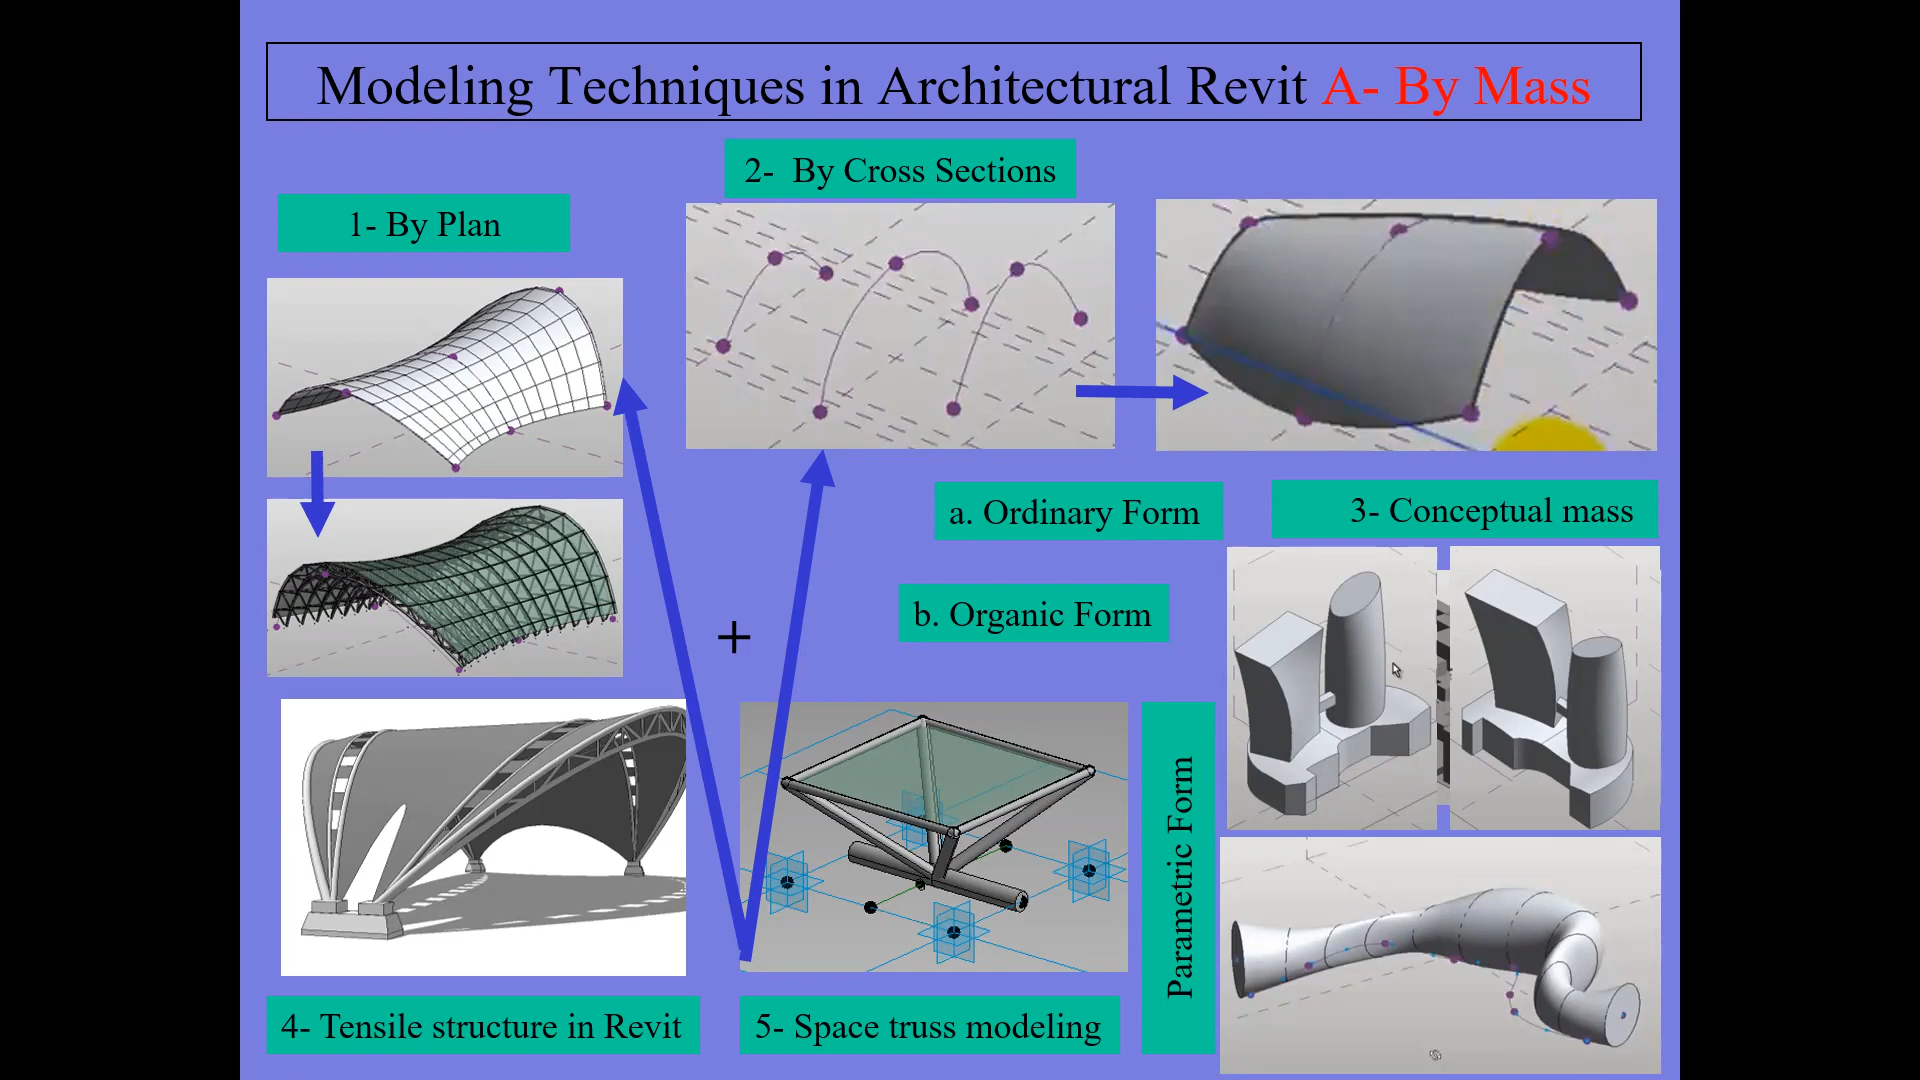 Modeling Techniques in Architectural Revit A- By Mass
2- By Cross Sections
1- By Plan
a. Ordinary Form
3- Conceptual mass
b. Organic Form
+
Parametric Form
4- Tensile structure in Revit
5- Space truss modeling